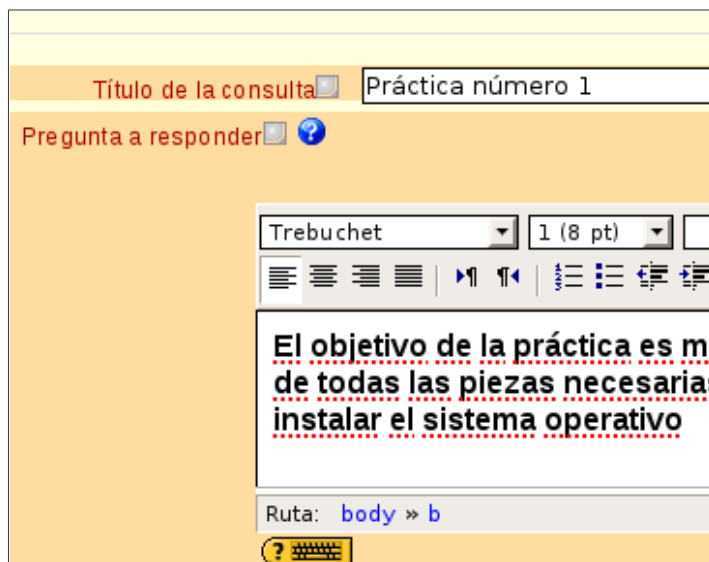 Título de la consulta Práctica número 1
Pregunta a responder ?
Trebuchet 1 (8 pt)
El objetivo de la práctica es
de todas las piezas necesarias
instalar el sistema operativo
Ruta: body » b
?